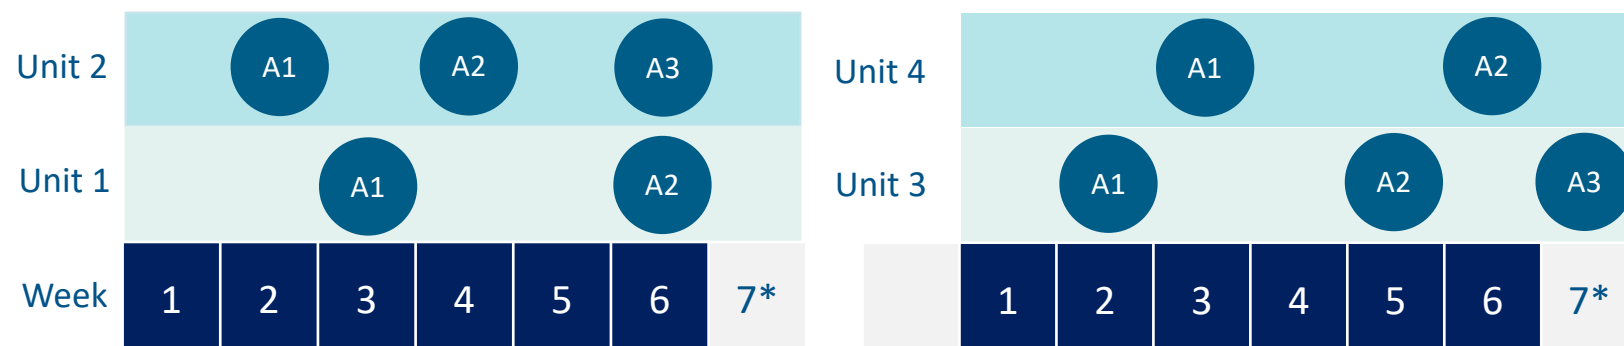 Unit 2 A1 A2 A3
Unit 1 A1 A2
Week 1 2 3 4 5 6 7*
Unit 4 A1 A2
Unit 3 A1 A2 A3
1 2 3 4 5 6 7*